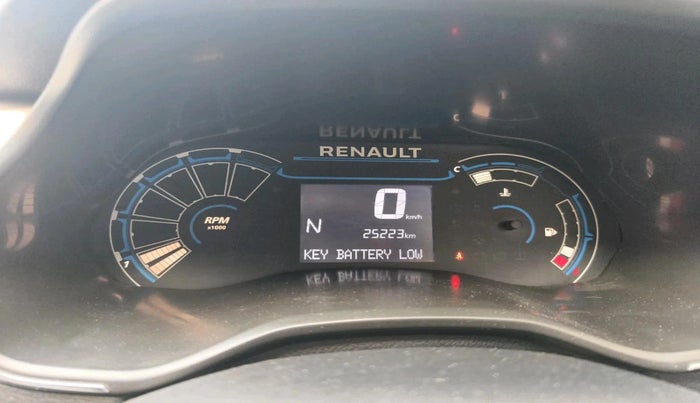 RENAULT
C
0 km/h
RPM
x1000
N
25223km
KEY BATTERY LOW